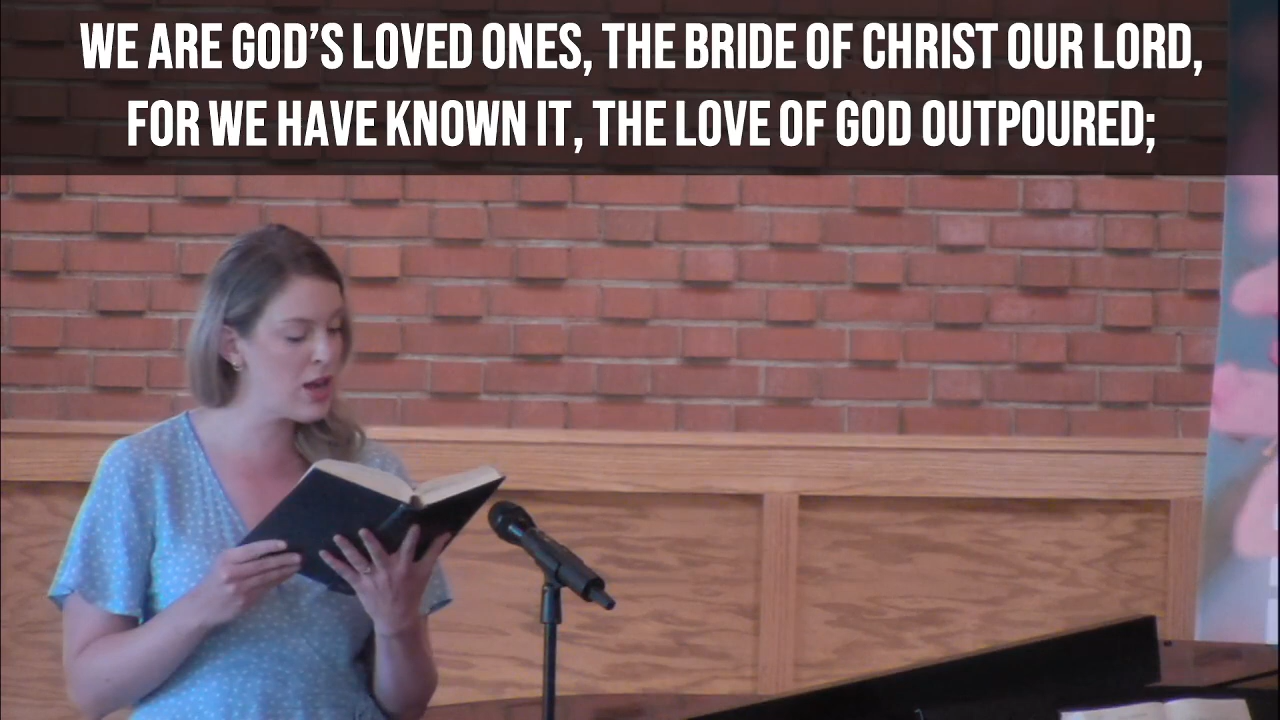 WE ARE GOD’S LOVED ONES, THE BRIDE OF CHRIST OUR LORD,
FOR WE HAVE KNOWN IT, THE LOVE OF GOD OUTPOURED;